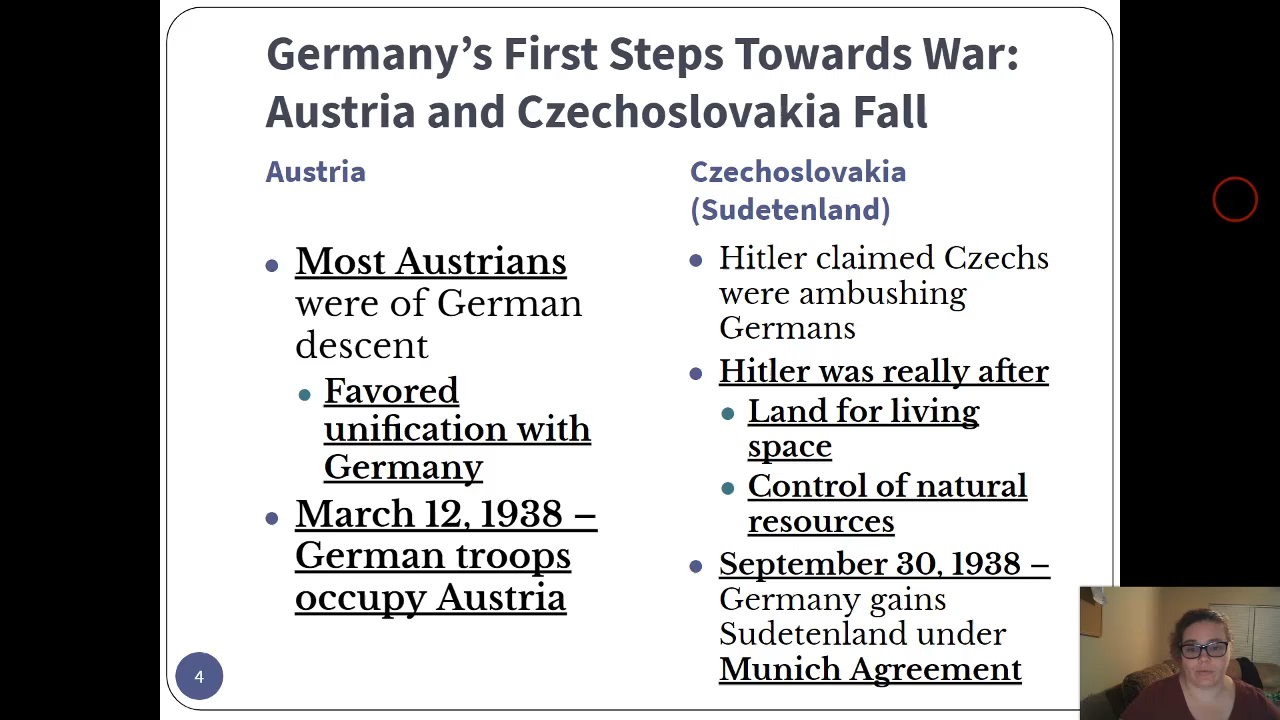 Germany’s First Steps Towards War:
Austria and Czechoslovakia Fall
Austria
Most Austrians
were of German
descent
Favored
unification with
Germany
March 12, 1938 –
German troops
occupy Austria
Czechoslovakia
(Sudetenland)
Hitler claimed Czechs
were ambushing
Germans
Hitler was really after
Land for living
space
Control of natural
resources
September 30, 1938 –
Germany gains
Sudetenland under
Munich Agreement
4